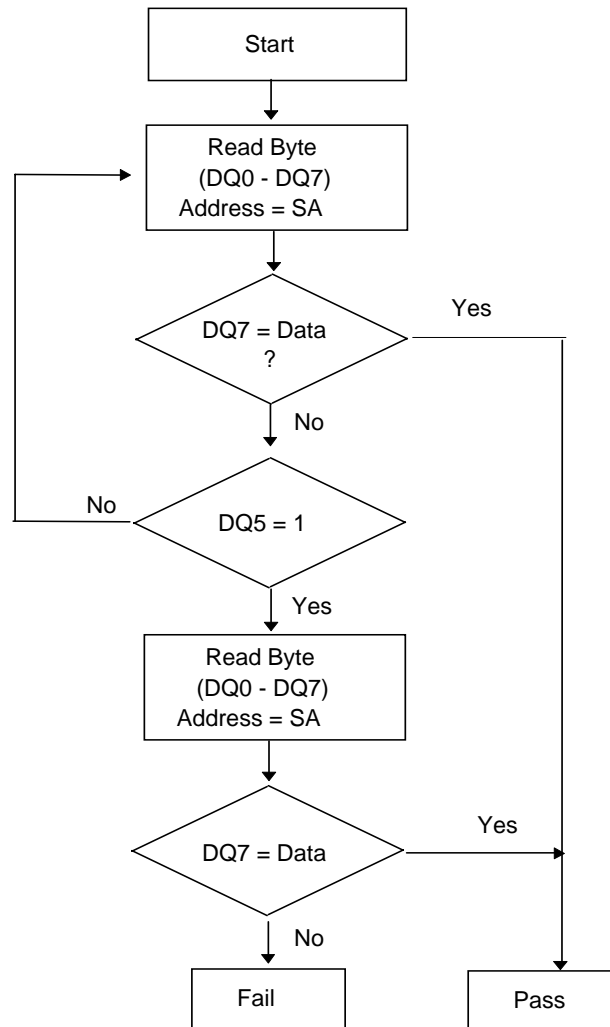 Start
Read Byte
(DQ0 - DQ7)
Address = SA
DQ7 = Data
?
Yes
No
DQ5 = 1
No
Yes
Read Byte
(DQ0 - DQ7)
Address = SA
DQ7 = Data
Yes
No
Fail
Pass